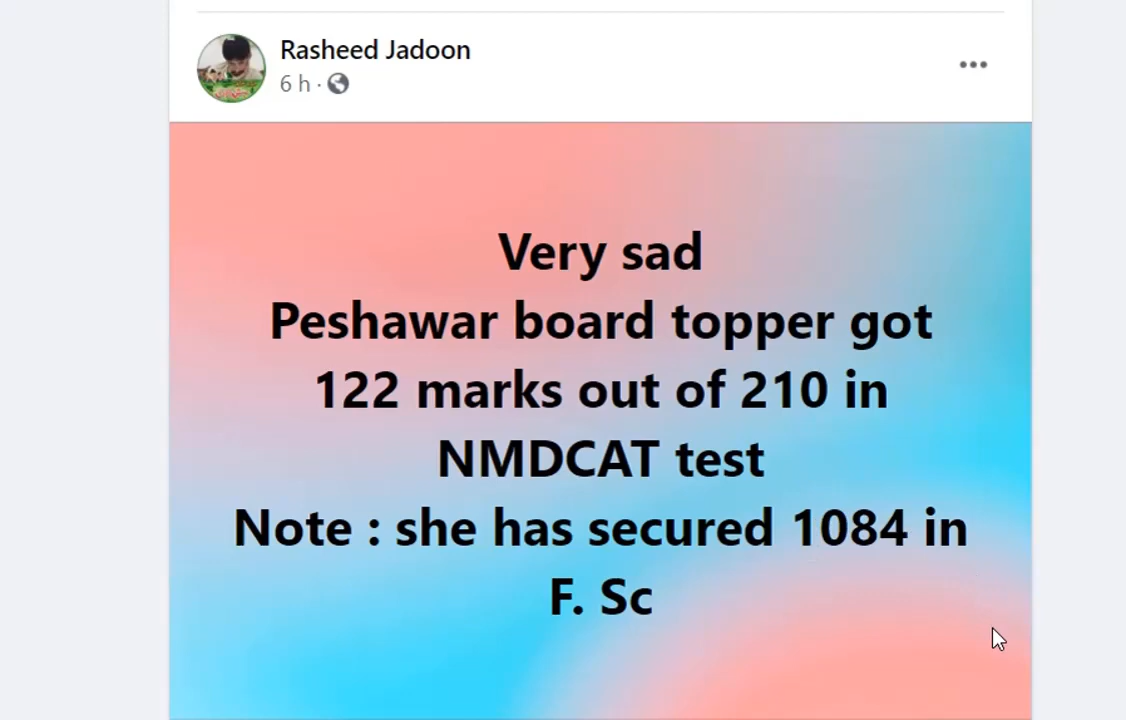 Rasheed Jadoon
6 h ·
Very sad
Peshawar board topper got
122 marks out of 210 in
NMDCAT test
Note : she has secured 1084 in
F. Sc